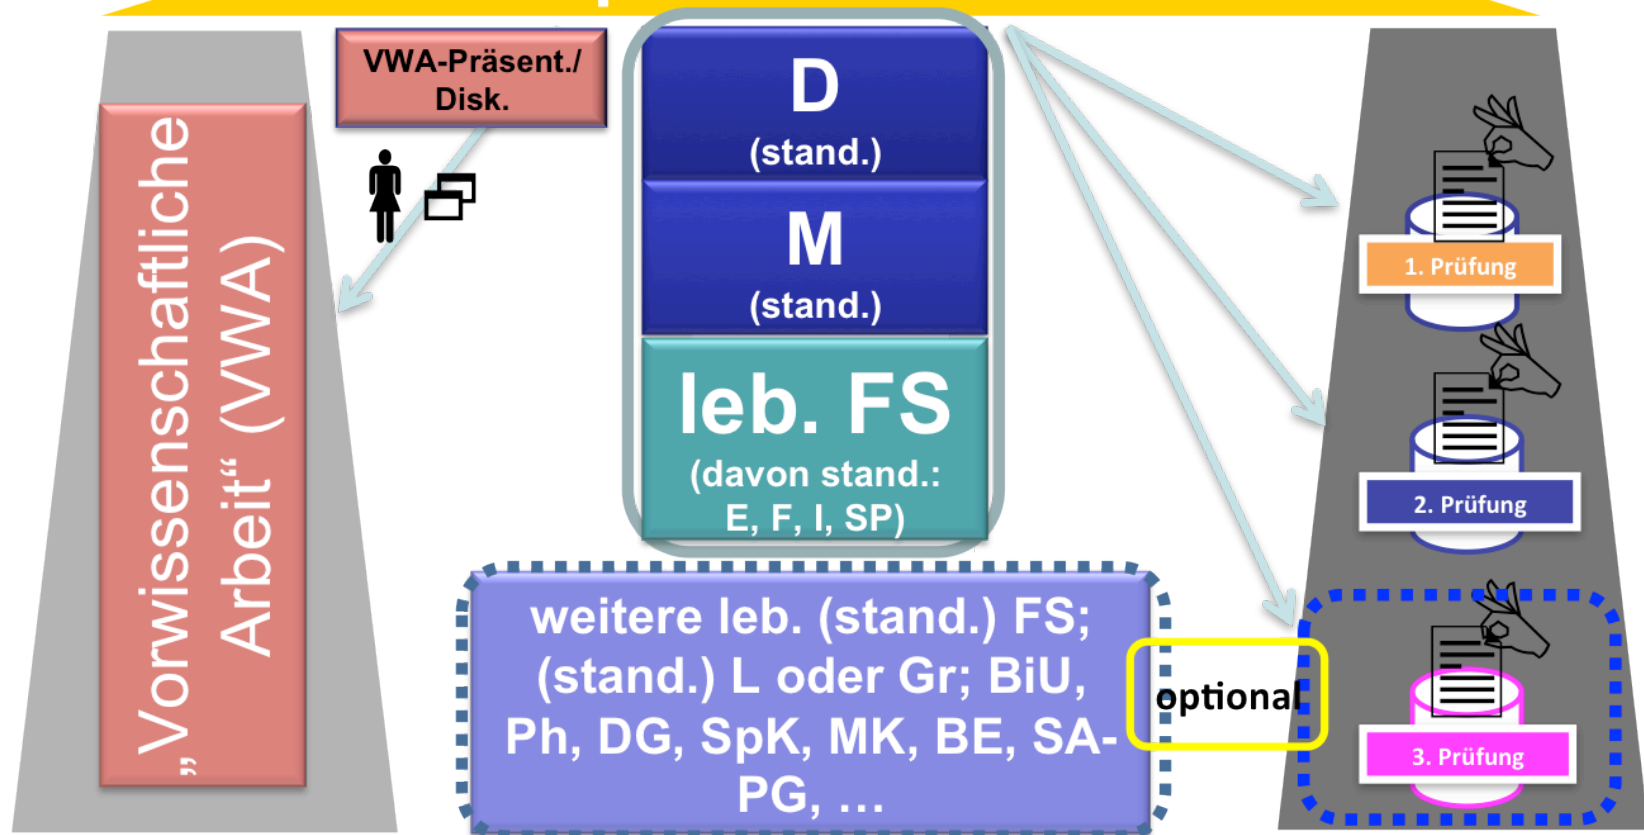 „Vorwissenschaftliche
Arbeit“ (VWA)
VWA-Präsent./
Disk.
D
(stand.)
M
(stand.)
leb. FS
(davon stand.:
E, F, I, SP)
weitere leb. (stand.) FS;
(stand.) L oder Gr; BiU,
Ph, DG, SpK, MK, BE, SA-
PG, …
optional
1. Prüfung
2. Prüfung
3. Prüfung